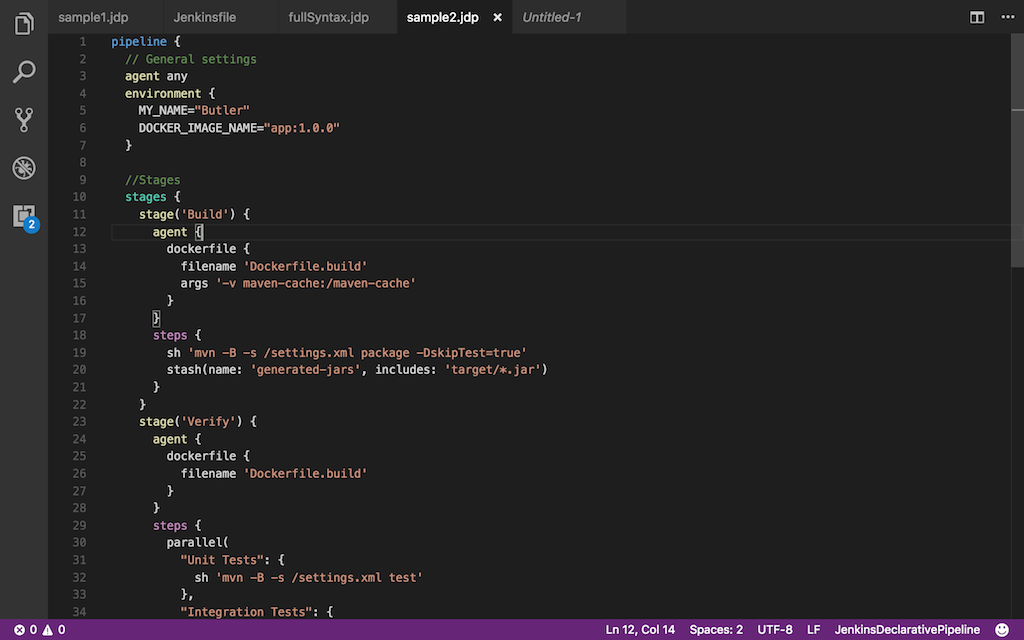 sample1.jdp Jenkinsfile fullSyntax.jdp sample2.jdp × Untitled-1
1 pipeline {
2   // General settings
3   agent any
4   environment {
5     MY_NAME="Butler"
6     DOCKER_IMAGE_NAME="app:1.0.0"
7   }
8
9   //Stages
10   stages {
11     stage('Build') {
12       agent {
13         dockerfile {
14           filename 'Dockerfile.build'
15           args '-v maven-cache:/maven-cache'
16         }
17       }
18       steps {
19         sh 'mvn -B -s /settings.xml package -DskipTest=true'
20         stash(name: 'generated-jars', includes: 'target/*.jar')
21       }
22     }
23     stage('Verify') {
24       agent {
25         dockerfile {
26           filename 'Dockerfile.build'
27         }
28       }
29       steps {
30         parallel(
31           "Unit Tests": {
32             sh 'mvn -B -s /settings.xml test'
33           },
34           "Integration Tests": {
2
0 0 Ln 12, Col 14 Spaces: 2 UTF-8 LF JenkinsDeclarativePipeline